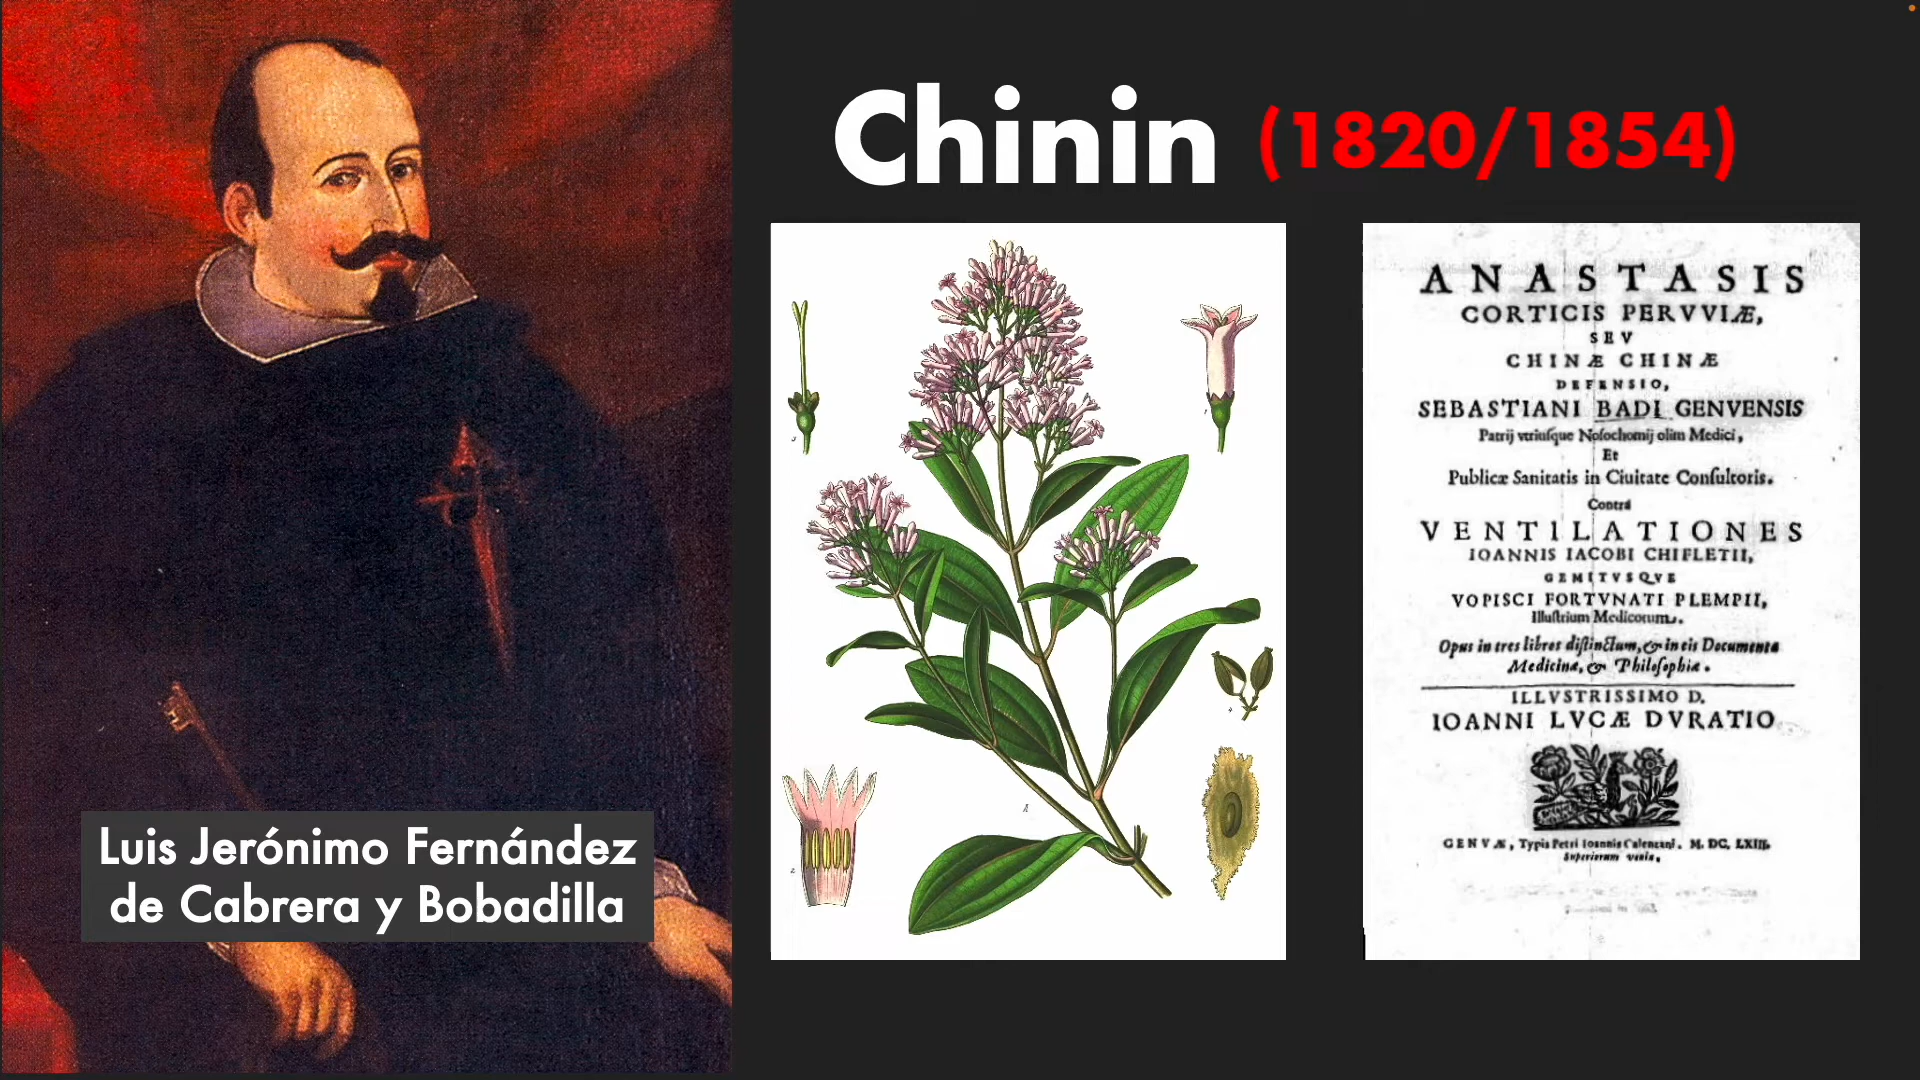 Chinin (1820/1854)
Luis Jerónimo Fernández
de Cabrera y Bobadilla
ANASTASIS
CORTICIS PERVVIÆ,
SEV
CHINÆ CHINÆ
DEFENSIO,
SEBASTIANI BADI GENVENSIS
Patrij vtriuſque Noſochomij olim Medici,
Et
Publicæ Sanitatis in Ciuitate Conſultoris.
Contrà
VENTILATIONES
IOANNIS IACOBI CHIFLETII,
GEMITVSQVE
VOPISCI FORTVNATI PLEMPII,
Illuſtrium Medicorum.
Opus in tres libros diſtinctum, & in eis Documenta
Medicinæ, & Philoſophiæ.
ILLVSTRISSIMO D.
IOANNI LVCÆ DVRATIO
GENVÆ, Typis Petri Ioannis Calenzani. M. DC. LXIII.
Superiorum venia.